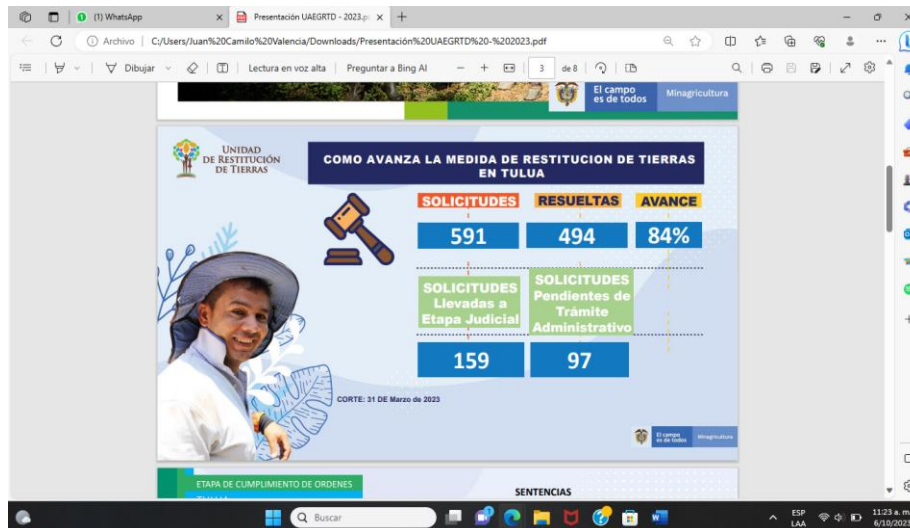 (1) WhatsApp
Presentación UAEGRTD - 2023.p
Archivo
C:/Users/Juan%20Camilo%20Valencia/Downloads/Presentación%20UAEGRTD%20-%202023.pdf
Dibujar
Lectura en voz alta
Preguntar a Bing AI
3
de 8
El campo
es de todos
Minagricultura
UNIDAD
DE RESTITUCIÓN
DE TIERRAS
COMO AVANZA LA MEDIDA DE RESTITUCION DE TIERRAS
EN TULUA
SOLICITUDES
RESUELTAS
AVANCE
591
494
84%
SOLICITUDES
Llevadas a
Etapa Judicial
SOLICITUDES
Pendientes de
Trámite
Administrativo
159
97
CORTE: 31 DE Marzo de 2023
El campo
es de todos
Minagricultura
ETAPA DE CUMPLIMIENTO DE ORDENES
SENTENCIAS
Buscar
ESP
LAA
11:23 a. m.
6/10/2023